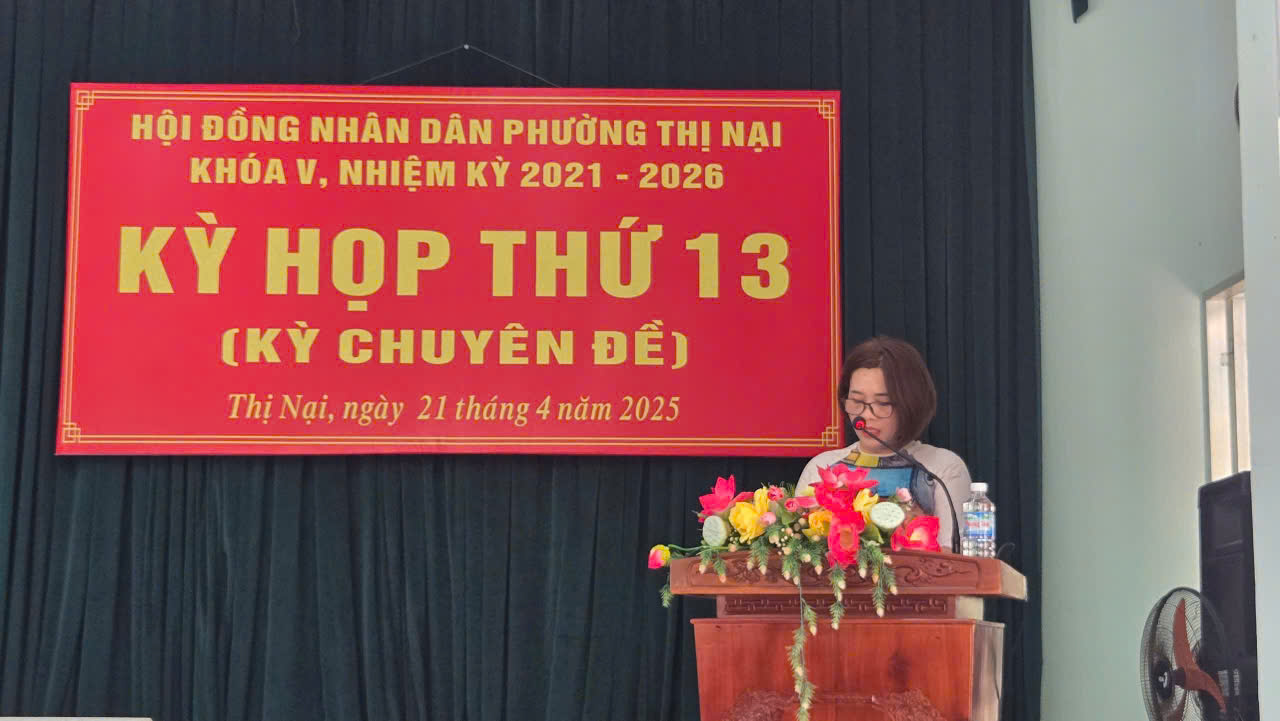 HỘI ĐỒNG NHÂN DÂN PHƯỜNG THỊ NẠI
KHÓA V, NHIỆM KỲ 2021 - 2026
KỲ HỌP THỨ 13
(KỲ CHUYÊN ĐỀ)
Thị Nại, ngày 21 tháng 4 năm 2025